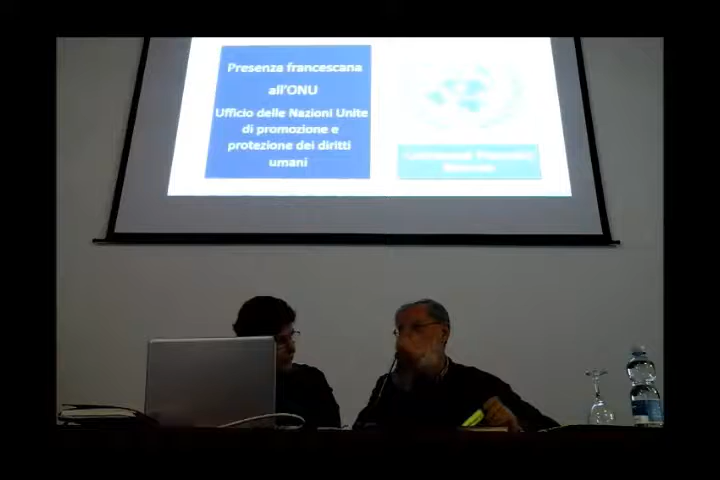 Presenza francescana
all'ONU
Ufficio delle Nazioni Unite
di promozione e
protezione dei diritti
umani